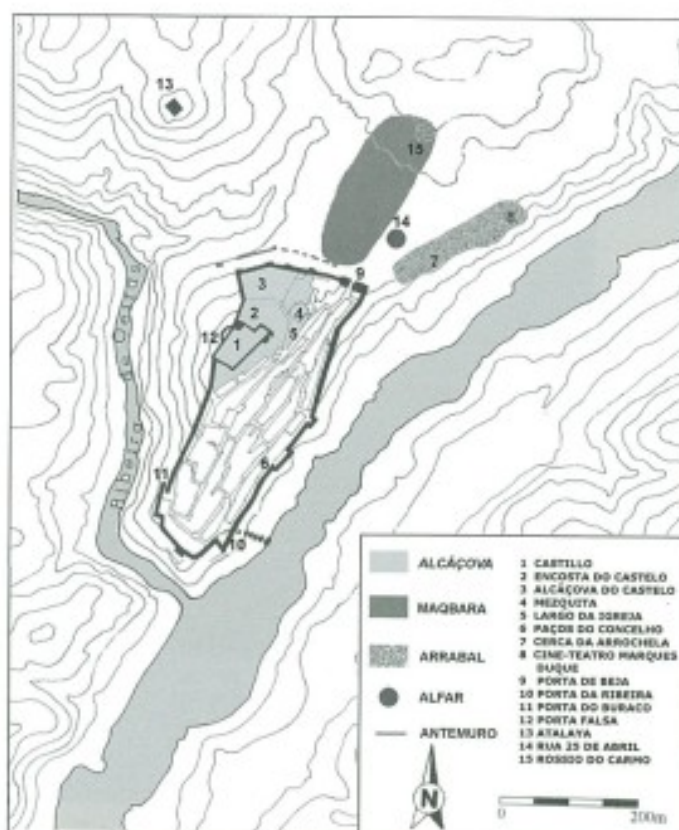 13
15
14
8
7
9
3
4
2
12
5
1
6
11
10
ALCÁÇOVA
MAQBARA
ARRABAL
ALFAR
ANTEMURO
N
1 CASTILLO
2 ENCOSTA DO CASTELO
3 ALCÁÇOVA DO CASTELO
4 MEZQUITA
5 LARGO DA IGREJA
6 PAÇOS DO CONCELHO
7 CERCA DA ARROCHELA
8 CINE-TEATRO MARQUES
DUQUE
9 PORTA DE BEJA
10 PORTA DA RIBEIRA
11 PORTA DO BURACO
12 PORTA FALSA
13 ATALAYA
14 RUA 25 DE ABRIL
15 ROSSIO DO CARMO
0 200m